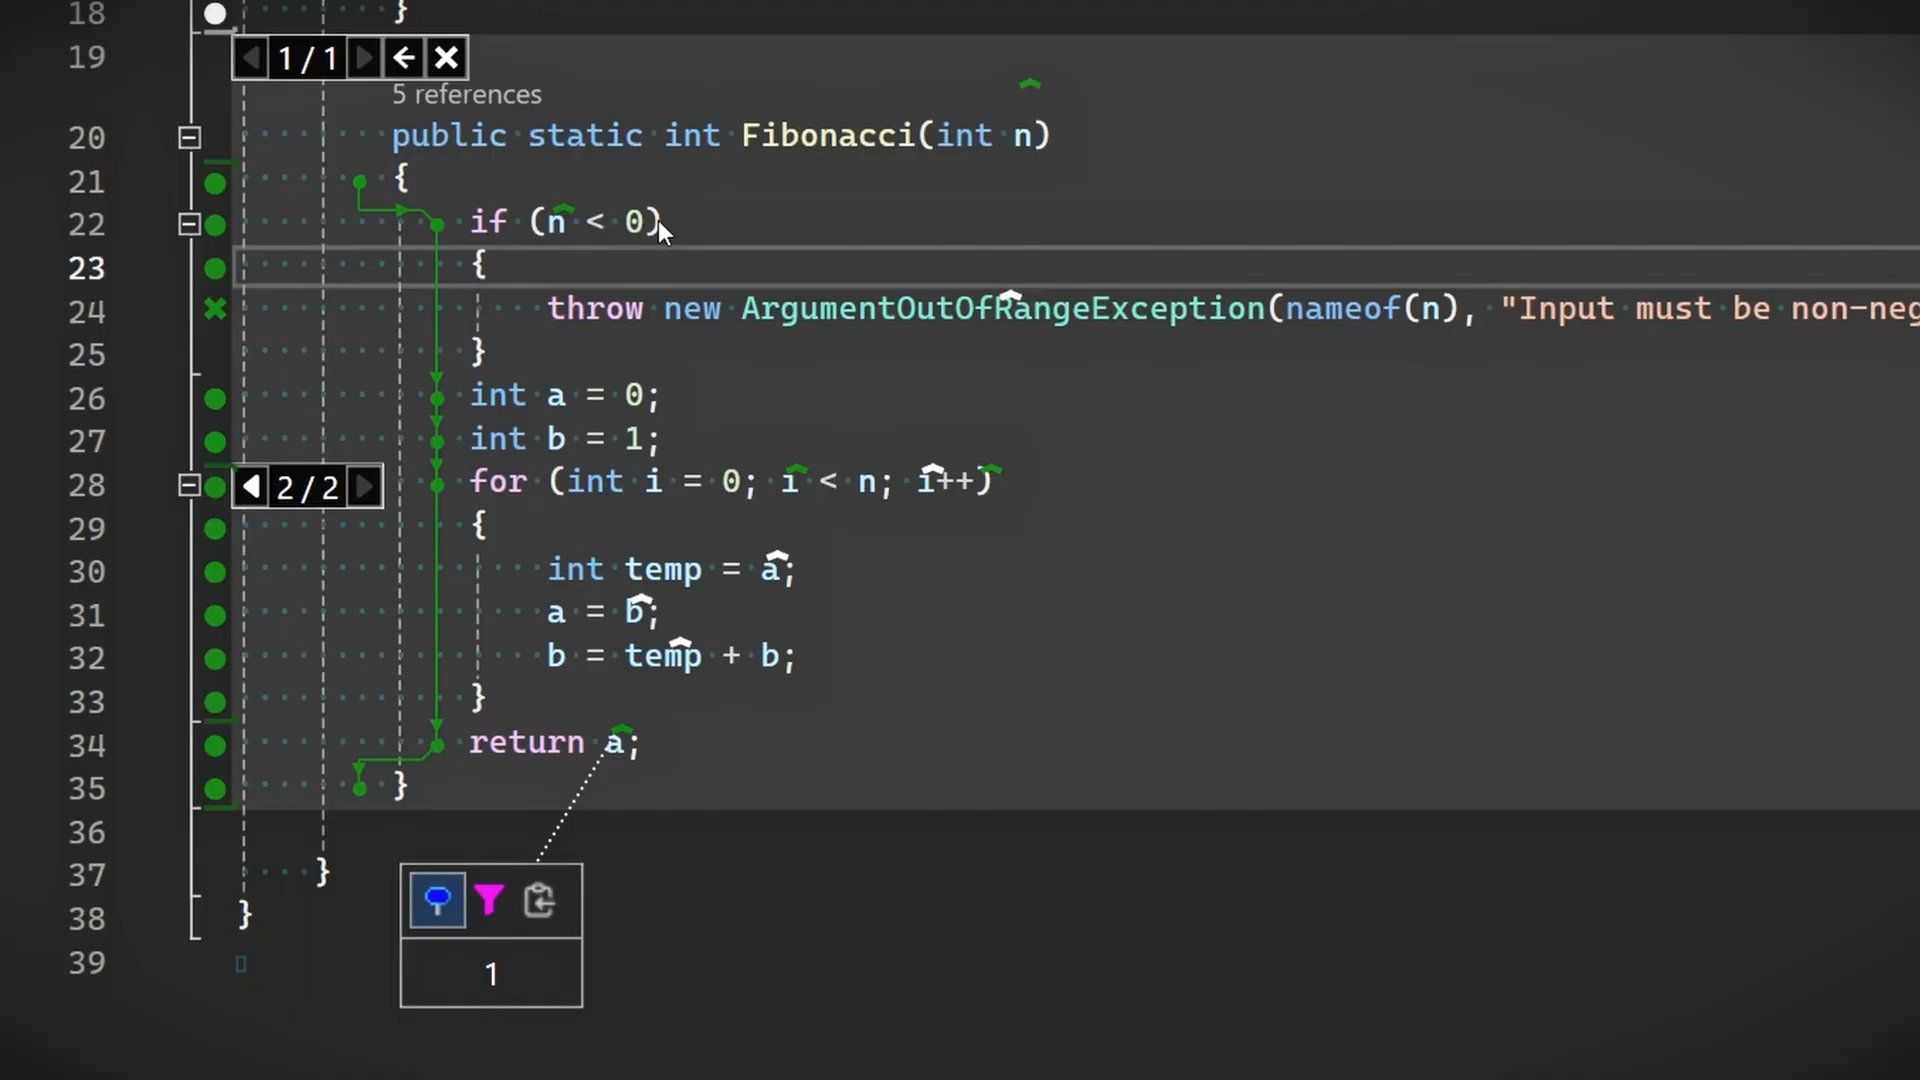 18 }
19 1 / 1
5 references
20 public static int Fibonacci(int n)
21 {
22 if (n < 0)
23 {
24 throw new ArgumentOutOfRangeException(nameof(n), "Input must be non-neg
25 }
26 int a = 0;
27 int b = 1;
28 2 / 2 for (int i = 0; i < n; i++)
29 {
30 int temp = a;
31 a = b;
32 b = temp + b;
33 }
34 return a;
35 }
36
37 }
38 }
39
1